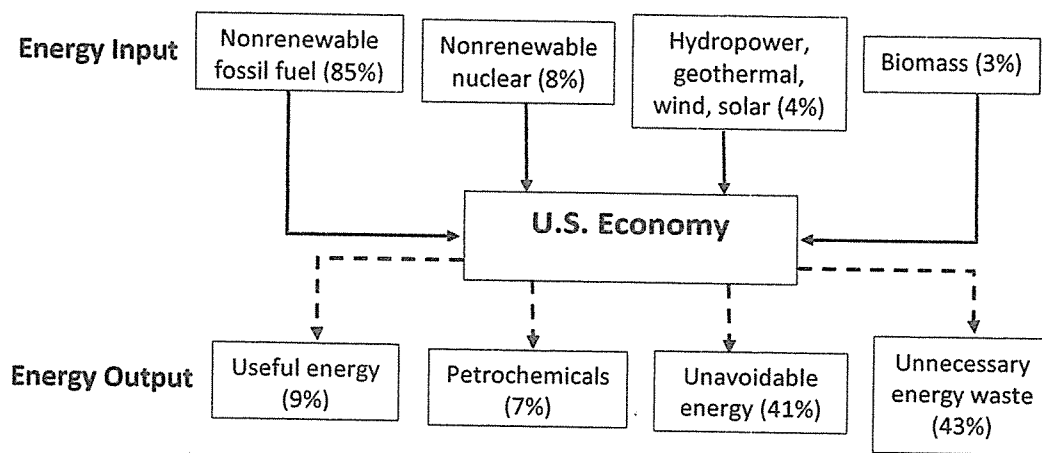 Energy Input
Nonrenewable
fossil fuel (85%)
Nonrenewable
nuclear (8%)
Hydropower,
geothermal,
wind, solar (4%)
Biomass (3%)
U.S. Economy
Energy Output
Useful energy
(9%)
Petrochemicals
(7%)
Unavoidable
energy (41%)
Unnecessary
energy waste
(43%)